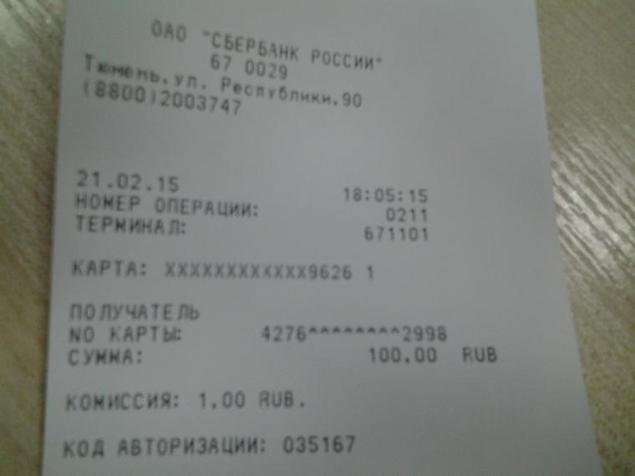 ОАО "СБЕРБАНК РОССИИ"
67 0029
Тюмень,ул. Республики,90
(8800)2003747
21.02.15 18:05:15
НОМЕР ОПЕРАЦИИ: 0211
ТЕРМИНАЛ: 671101
КАРТА: XXXXXXXXXXXX9626 1
ПОЛУЧАТЕЛЬ
NO КАРТЫ: 4276^^^^^^^^2998
СУММА: 100.00 RUB
КОМИССИЯ: 1.00 RUB.
КОД АВТОРИЗАЦИИ: 035167